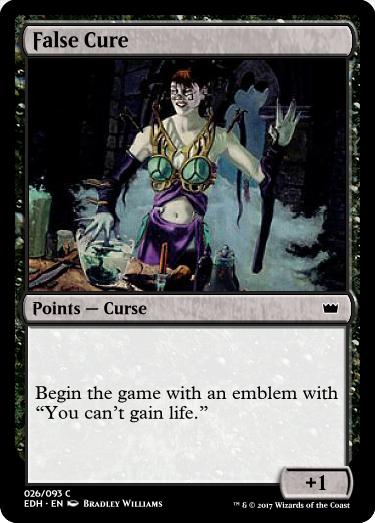 False Cure
Points — Curse
Begin the game with an emblem with
“You can’t gain life.”
+1
026/093 C
EDH • EN Bradley Williams
™ & © 2017 Wizards of the Coast